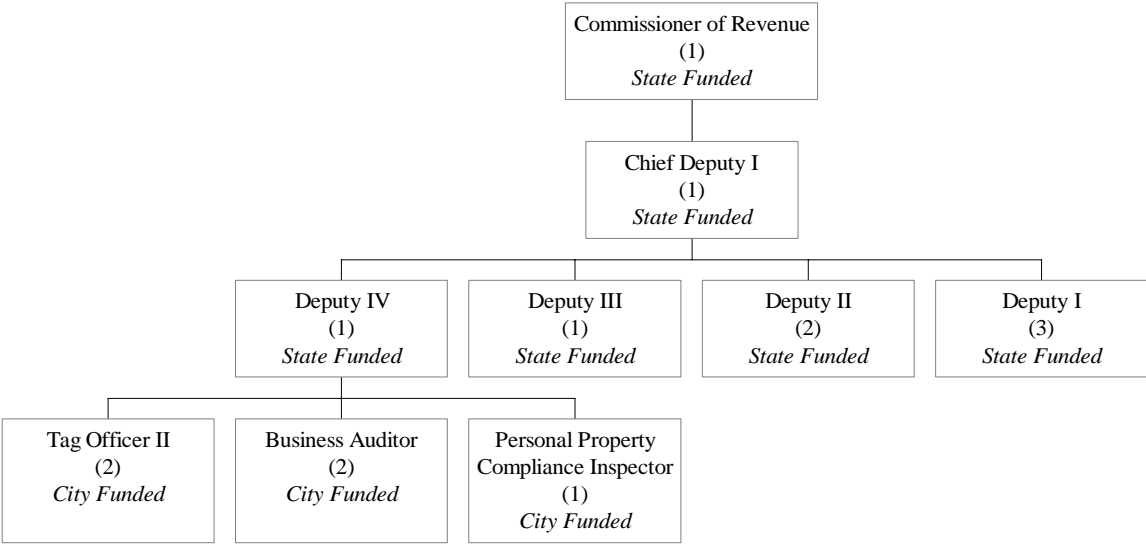 Commissioner of Revenue
(1)
State Funded
Chief Deputy I
(1)
State Funded
Deputy IV
(1)
State Funded
Deputy III
(1)
State Funded
Deputy II
(2)
State Funded
Deputy I
(3)
State Funded
Tag Officer II
(2)
City Funded
Business Auditor
(2)
City Funded
Personal Property
Compliance Inspector
(1)
City Funded